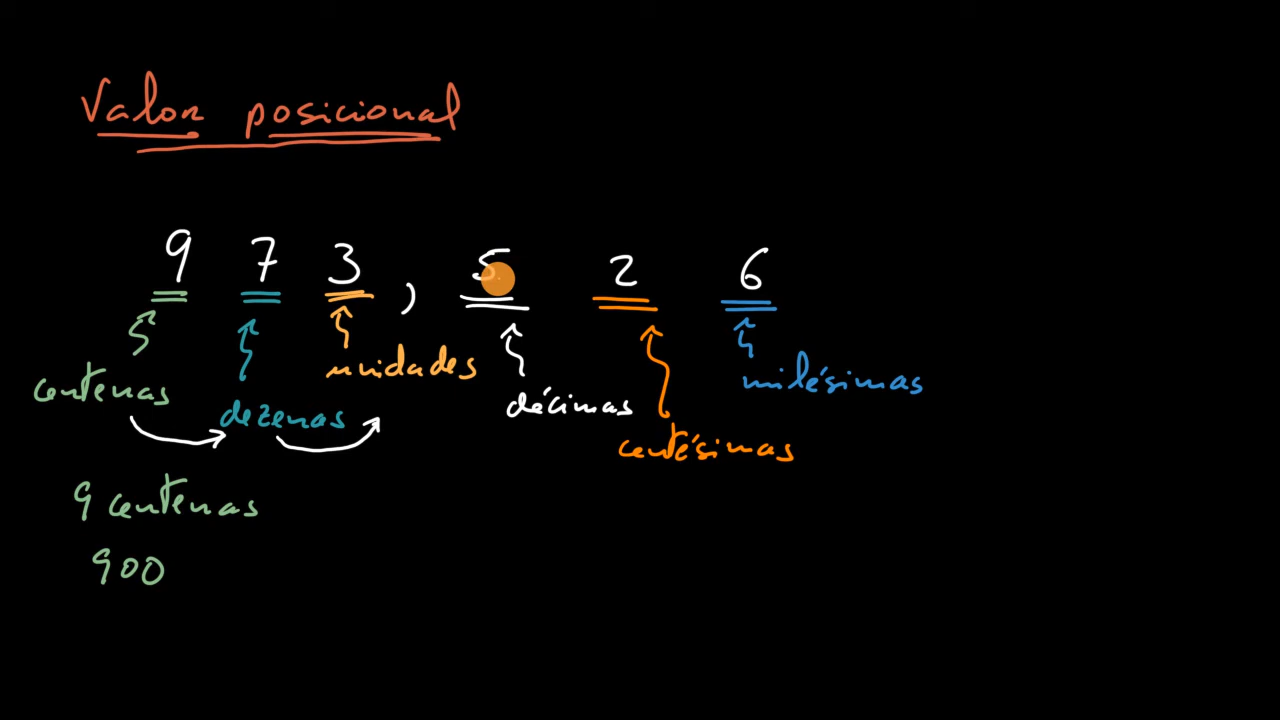 Valor posicional
9 7 3 , 5 2 6
centenas dezenas unidades décimas centésimas milésimas
9 centenas
900